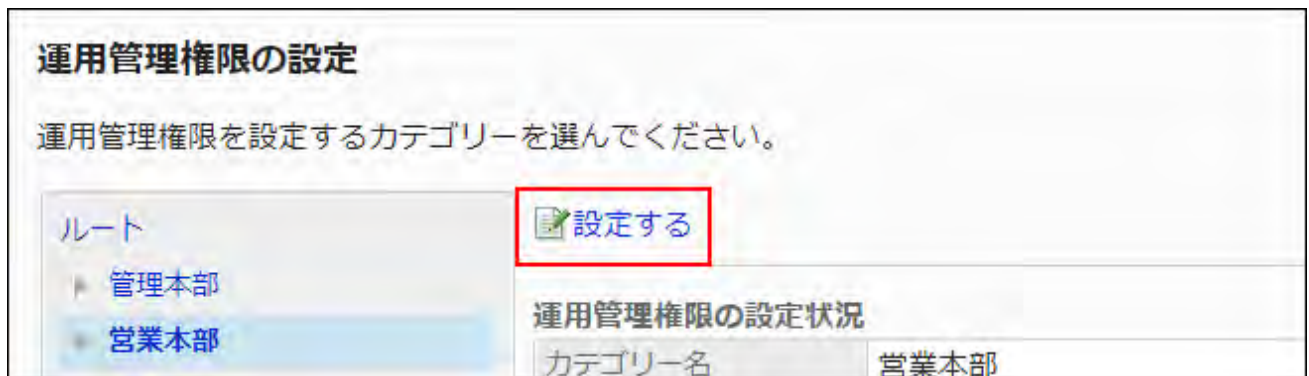 運用管理権限の設定
運用管理権限を設定するカテゴリーを選んでください。
ルート
管理本部
営業本部
設定する
運用管理権限の設定状況
カテゴリー名 営業本部